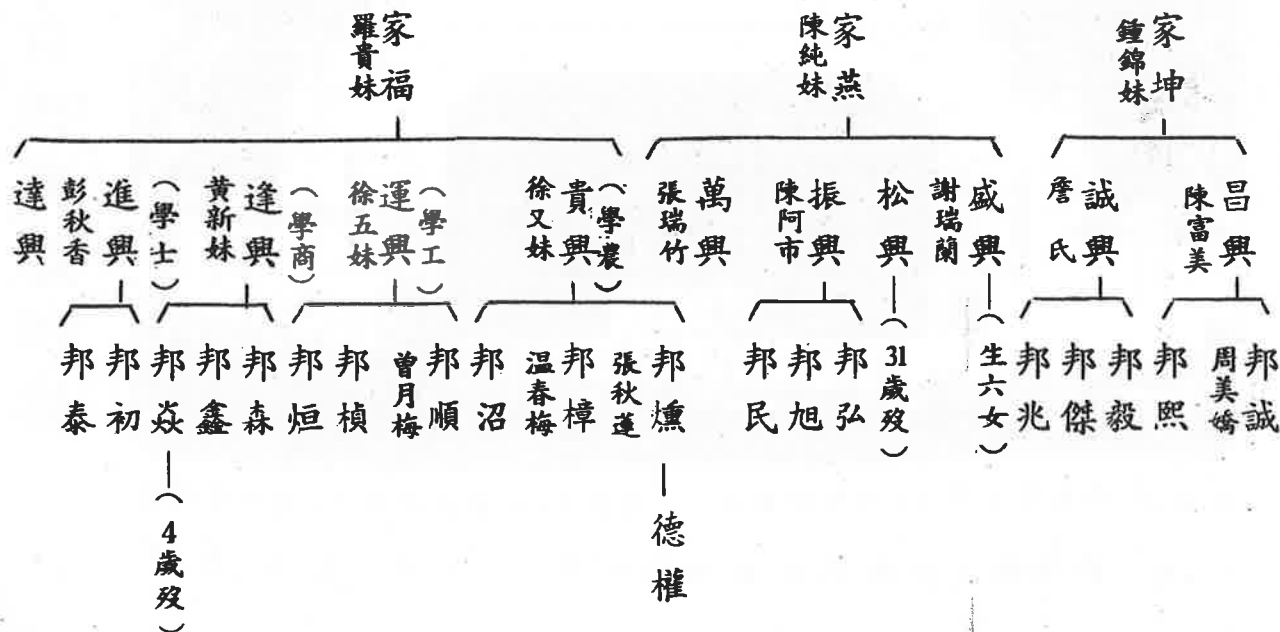 家坤
鍾錦妹
家燕
陳純妹
家福
羅貴妹
昌興
陳富美
誠興
詹氏
盛興
謝瑞蘭
松興
振興
陳阿市
萬興
張瑞竹
（學農）
貴興
徐又妹
（學工）
運興
徐五妹
（學商）
逢興
黄新妹
（學士）
進興
彭秋香
達興
邦誠
周美嬌
邦熙
邦毅
邦傑
邦兆
（生六女）
（31歲歿）
邦弘
邦旭
邦民
邦燻
張秋蓮
邦樟
温春梅
邦沼
邦順
曾月梅
邦楨
邦烜
邦森
邦鑫
邦焱
邦初
邦泰
德權
（4歲歿）